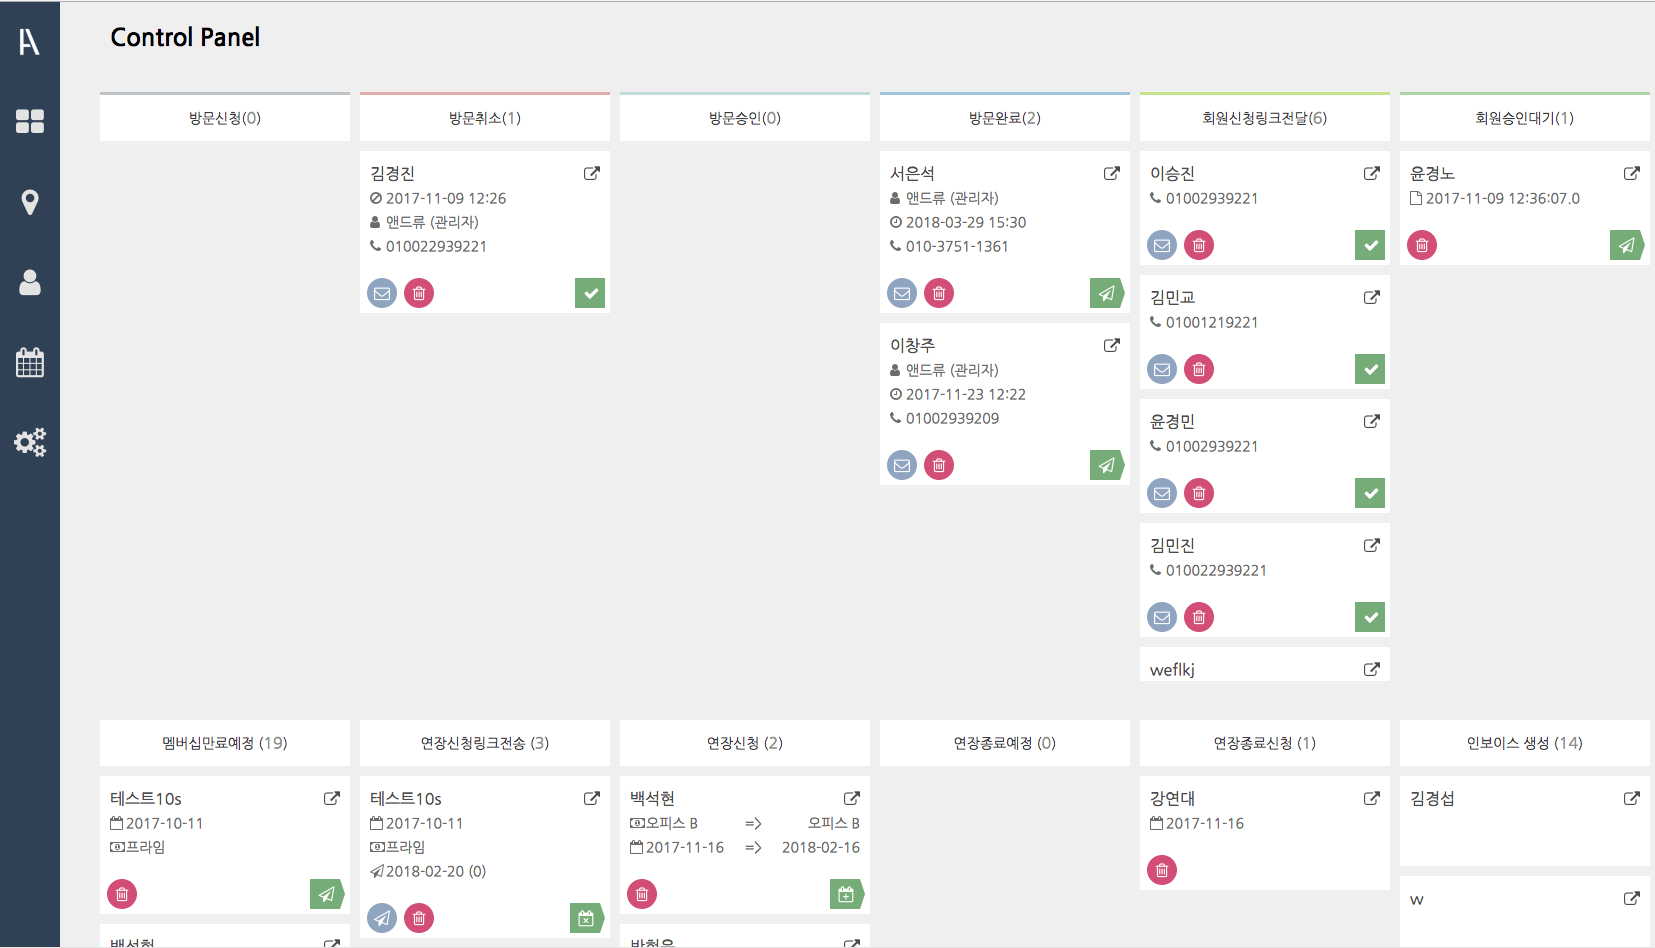 Control Panel
방문신청(0)
방문취소(1)
방문승인(0)
방문완료(2)
회원신청링크전달(6)
회원승인대기(1)
김경진
2017-11-09 12:26
앤드류 (관리자)
010022939221
서은석
앤드류 (관리자)
2018-03-29 15:30
010-3751-1361
이창주
앤드류 (관리자)
2017-11-23 12:22
01002939209
이승진
01002939221
김민교
01001219221
윤경민
01002939221
김민진
010022939221
weflkj
윤경노
2017-11-09 12:36:07.0
멤버십만료예정 (19)
연장신청링크전송 (3)
연장신청 (2)
연장종료예정 (0)
연장종료신청 (1)
인보이스 생성 (14)
테스트10s
2017-10-11
프라임
백석현
테스트10s
2017-10-11
프라임
2018-02-20 (0)
백석현
오피스 B => 오피스 B
2017-11-16 => 2018-02-16
강연대
2017-11-16
김경섭
w